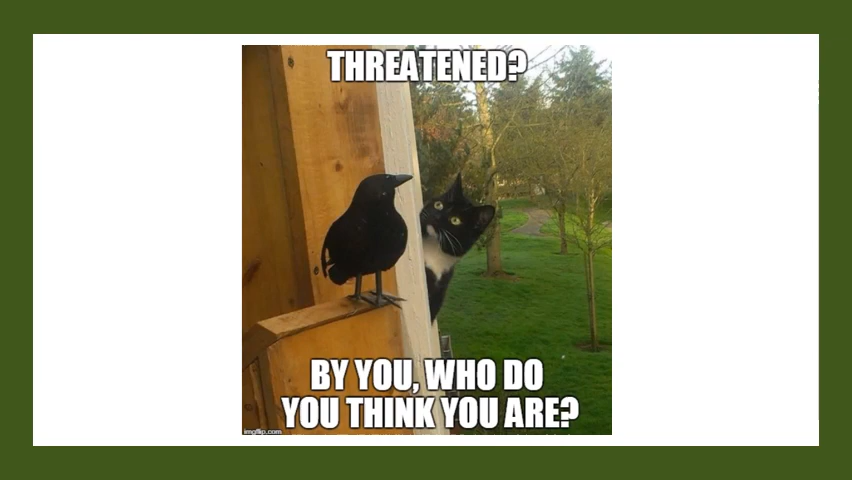 THREATENED?
BY YOU, WHO DO
YOU THINK YOU ARE?
imgflip.com